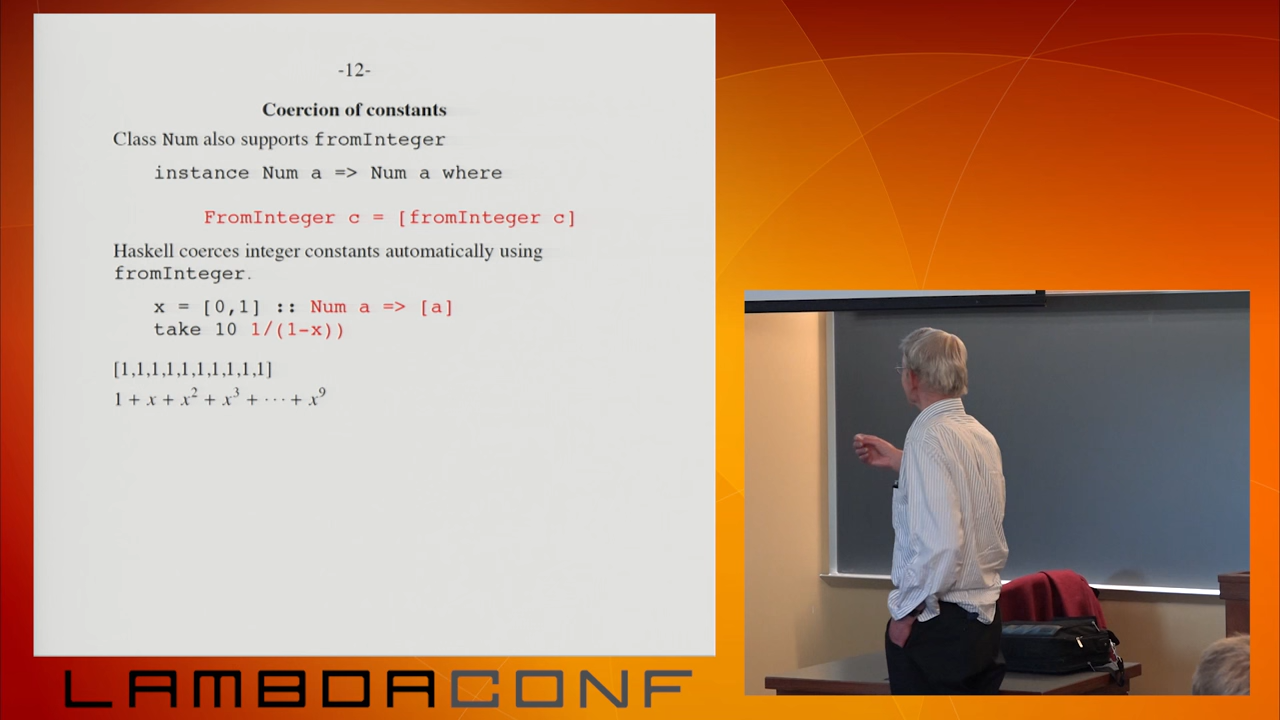 -12-
Coercion of constants
Class Num also supports fromInteger
instance Num a => Num a where
FromInteger c = [fromInteger c]
Haskell coerces integer constants automatically using
fromInteger.
x = [0,1] :: Num a => [a]
take 10 1/(1-x))
[1,1,1,1,1,1,1,1,1,1]
1 + x + x² + x³ + ··· + x⁹
LAMBDACONF